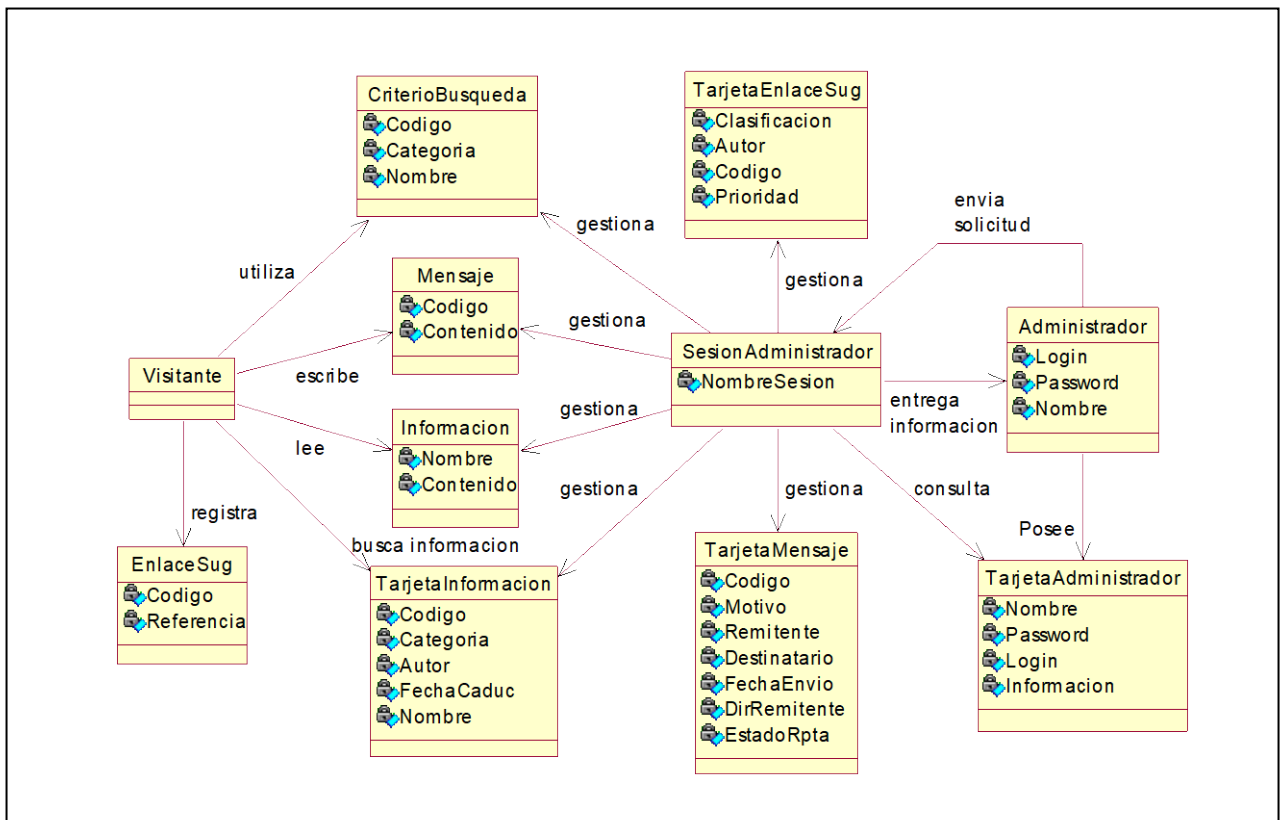 CriterioBusqueda
Codigo
Categoria
Nombre
TarjetaEnlaceSug
Clasificacion
Autor
Codigo
Prioridad
envia
solicitud
gestiona
utiliza
Mensaje
Codigo
Contenido
gestiona
gestiona
Administrador
Login
Password
Nombre
Visitante
escribe
SesionAdministrador
NombreSesion
entrega
informacion
lee
Informacion
Nombre
Contenido
gestiona
registra
busca informacion
gestiona
gestiona
consulta
Posee
EnlaceSug
Codigo
Referencia
TarjetaInformacion
Codigo
Categoria
Autor
FechaCaduc
Nombre
TarjetaMensaje
Codigo
Motivo
Remitente
Destinatario
FechaEnvio
DirRemitente
EstadoRpta
TarjetaAdministrador
Nombre
Password
Login
Informacion